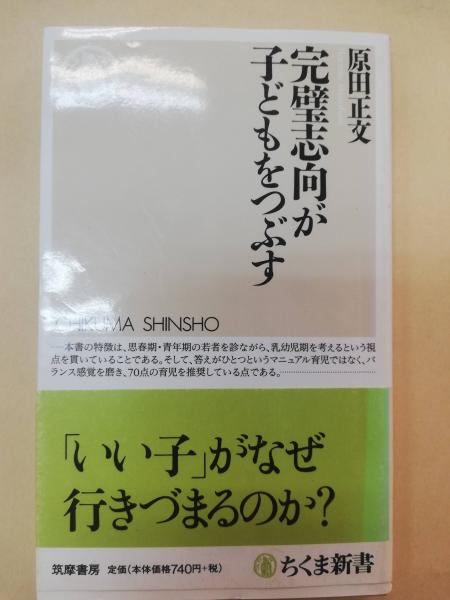 完璧志向が
子どもをつぶす
原田正文
CHIKUMA SHINSHO
……本書の特徴は、思春期・青年期の若者を診ながら、乳幼児期を考えるという視
点を貫いていることである。そして、答えがひとつというマニュアル育児ではなく、バ
ランス感覚を磨き、70点の育児を推奨している点である。……
「いい子」がなぜ
行きづまるのか?
筑摩書房 定価(本体価格740円+税)
ちくま新書